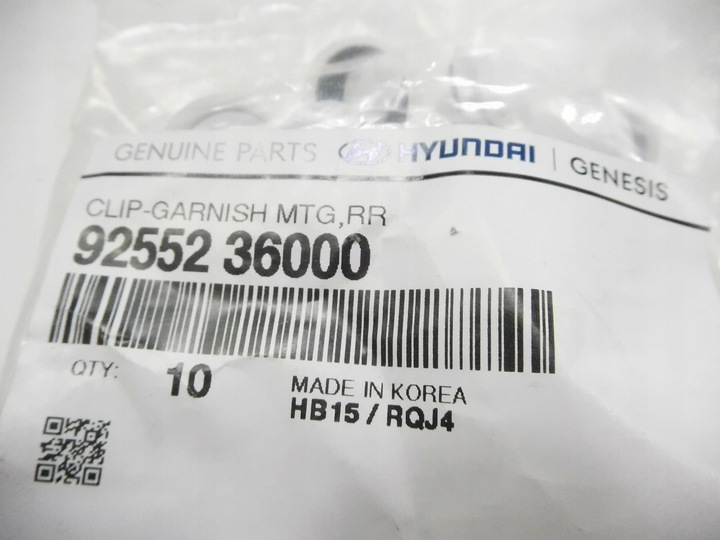 GENUINE PARTS HYUNDAI | GENESIS
CLIP-GARNISH MTG,RR
92552 36000
QTY: 10
MADE IN KOREA
HB15 / RQJ4